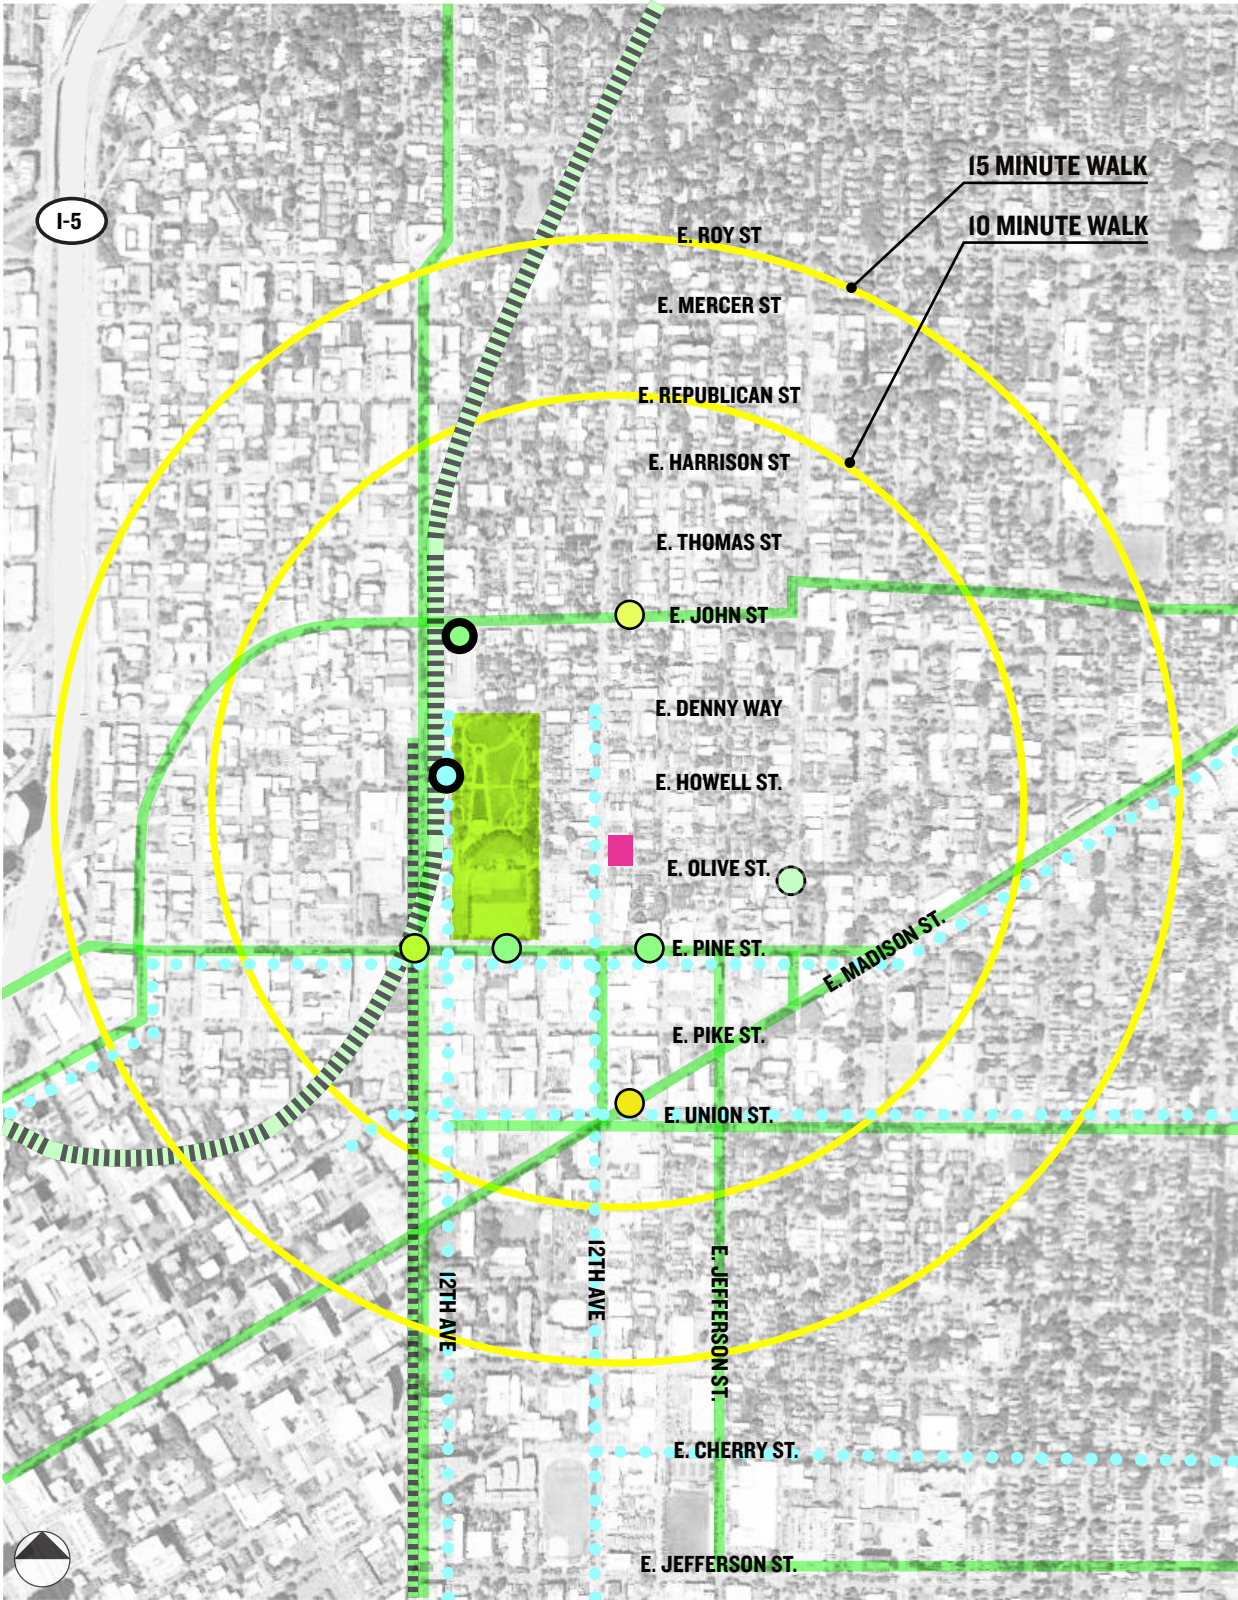 15 MINUTE WALK
I-5
10 MINUTE WALK
E. ROY ST
E. MERCER ST
E. REPUBLICAN ST
E. HARRISON ST
E. THOMAS ST
E. JOHN ST
E. DENNY WAY
E. HOWELL ST.
E. OLIVE ST.
E. PINE ST.
E. MADISON ST.
E. PIKE ST.
E. UNION ST.
12TH AVE
12TH AVE
E. JEFFERSON ST.
E. CHERRY ST.
E. JEFFERSON ST.